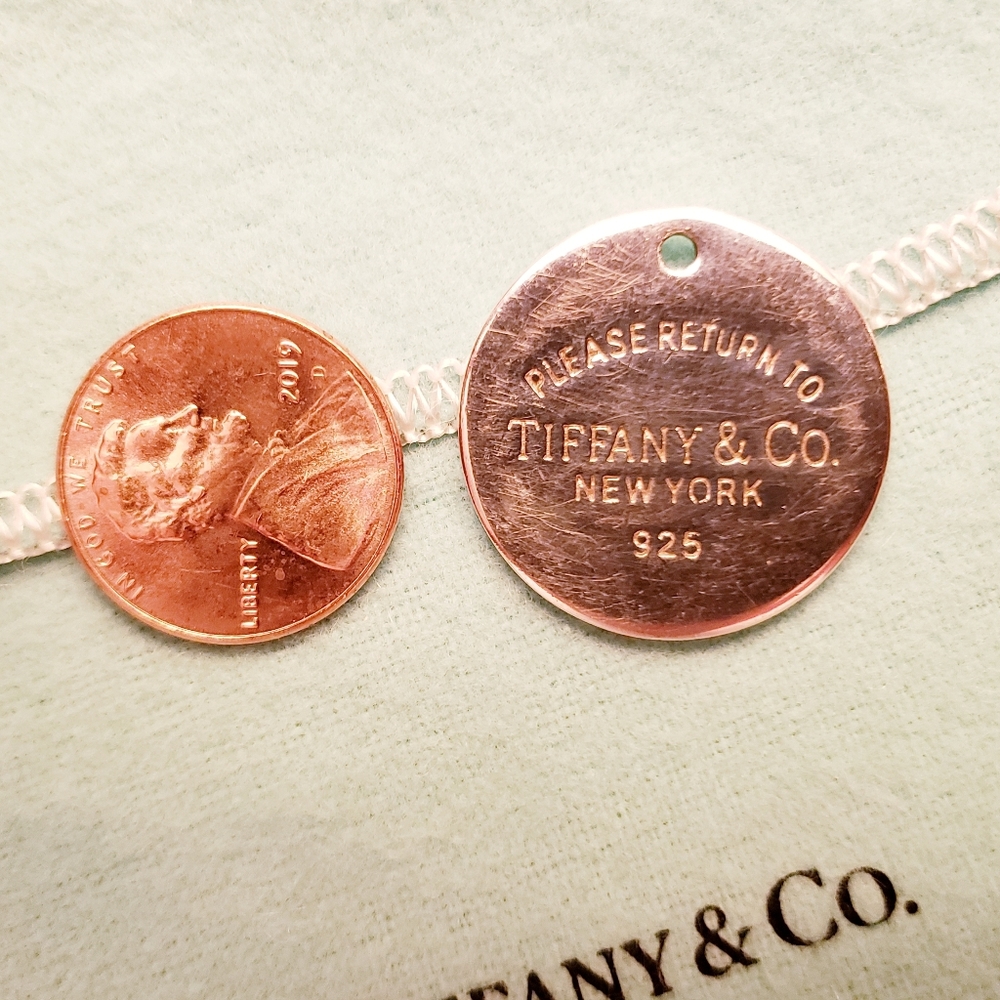 IN GOD WE TRUST
LIBERTY
2019
D
PLEASE RETURN TO
TIFFANY & CO.
NEW YORK
925
FANY & CO.